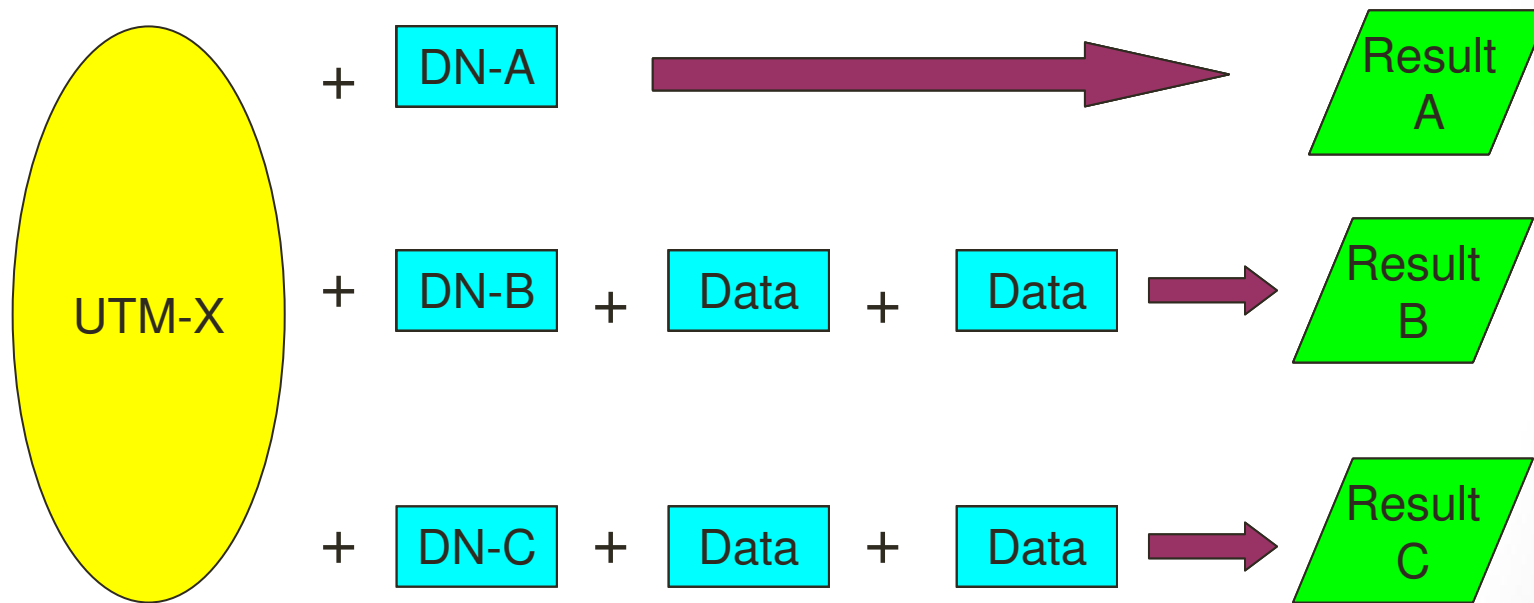 UTM-X
+ DN-A
Result
A
+ DN-B + Data + Data
Result
B
+ DN-C + Data + Data
Result
C